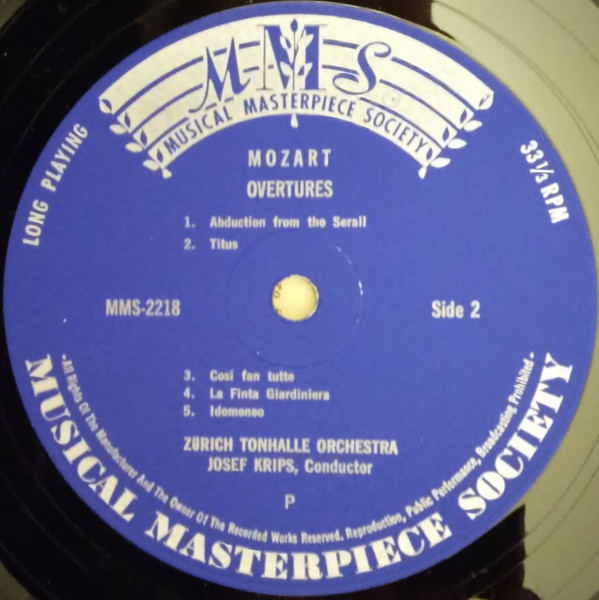 MMS
MUSICAL MASTERPIECE SOCIETY
LONG PLAYING
33 1/3 RPM
MOZART
OVERTURES
1. Abduction from the Serail
2. Titus
MMS-2218
Side 2
3. Cosi fan tutte
4. La Finta Giardiniera
5. Idomeneo
ZÜRICH TONHALLE ORCHESTRA
JOSEF KRIPS, Conductor
P
·All Rights Of The Manufacturer And The Owner Of The Recorded Works Reserved. Reproduction, Public Performance, Broadcasting Prohibited·
MUSICAL MASTERPIECE SOCIETY